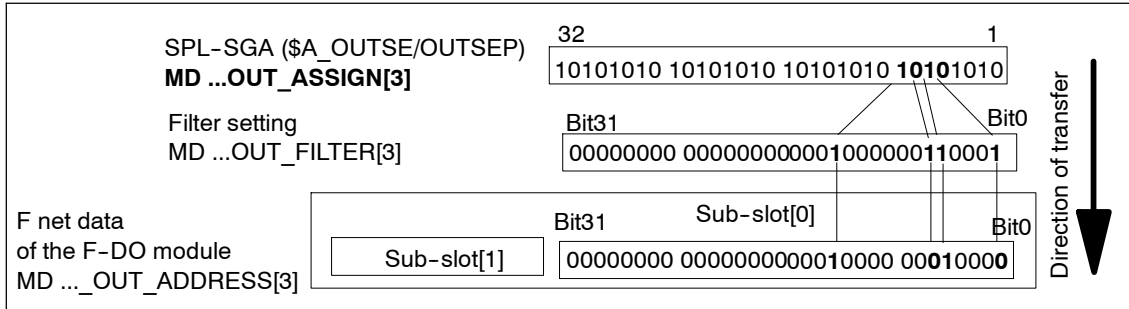 SPL-SGA ($A_OUTSE/OUTSEP)
MD ...OUT_ASSIGN[3]
32 1
10101010 10101010 10101010 10101010
Filter setting
MD ...OUT_FILTER[3]
Bit31 Bit0
00000000 000000000001000000110001
F net data
of the F-DO module
MD ..._OUT_ADDRESS[3]
Sub-slot[1]
Bit31 Sub-slot[0] Bit0
00000000 00000000000010000 00010000
Direction of transfer